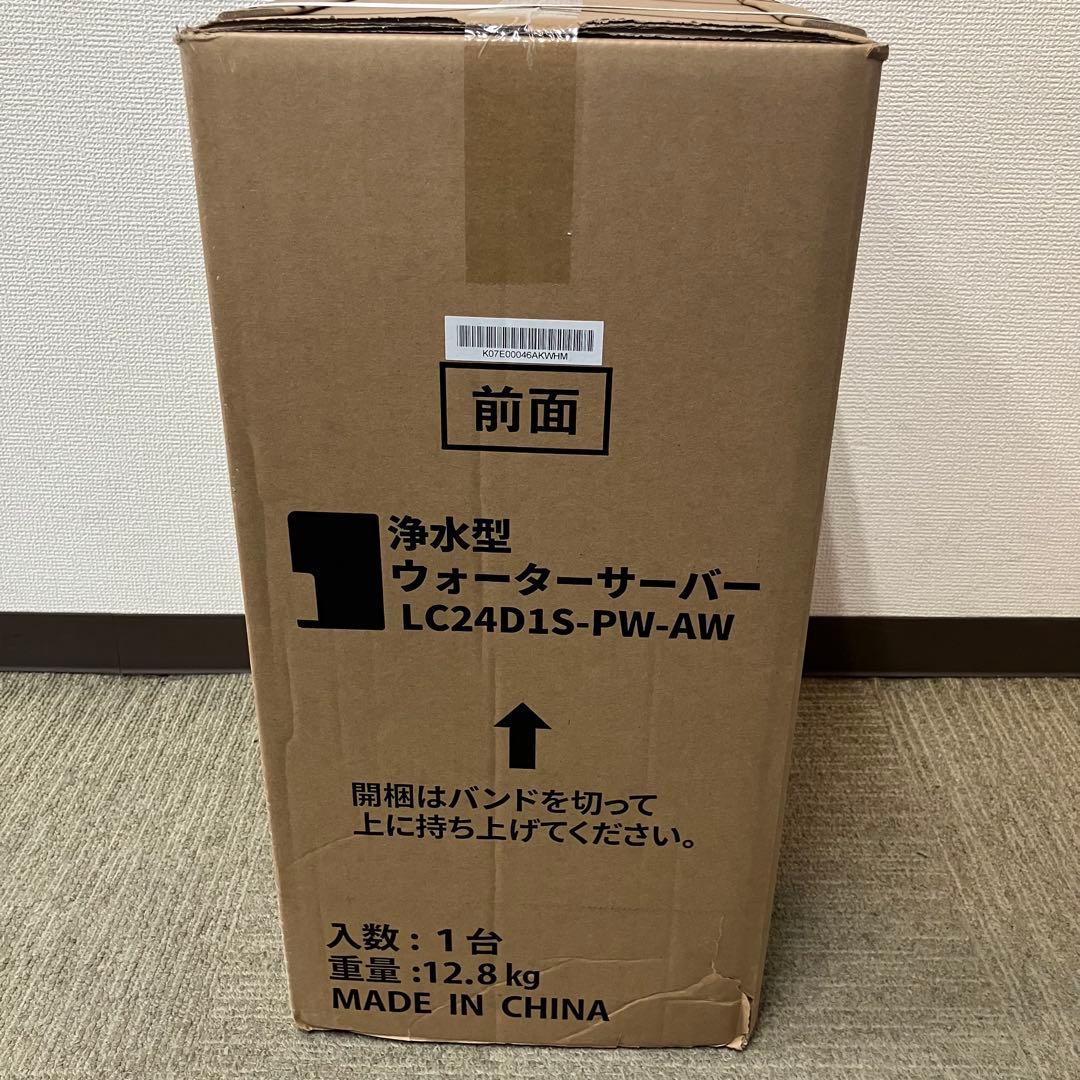 K07E00046AKWHM
前面
浄水型
ウォーターサーバー
LC24D1S-PW-AW
開梱はバンドを切って
上に持ち上げてください。
入数：1台
重量：12.8kg
MADE IN CHINA